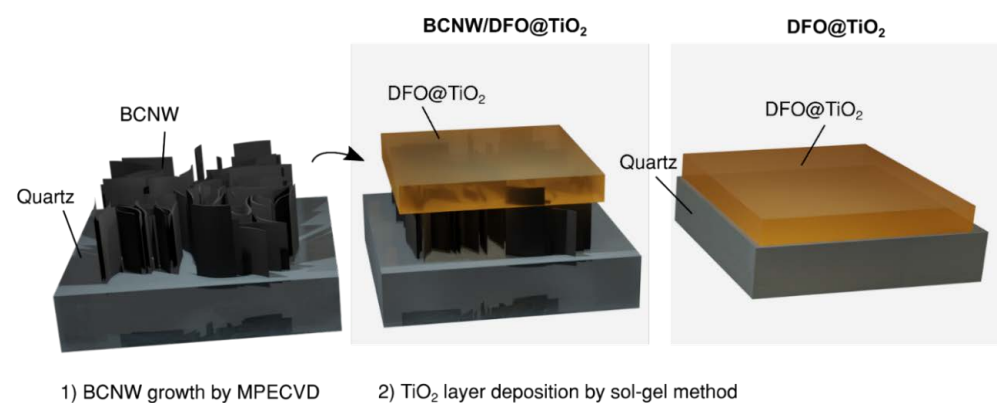 BCNW/DFO@TiO₂
DFO@TiO₂
BCNW
Quartz
DFO@TiO₂
Quartz
DFO@TiO₂
1) BCNW growth by MPECVD
2) TiO₂ layer deposition by sol-gel method